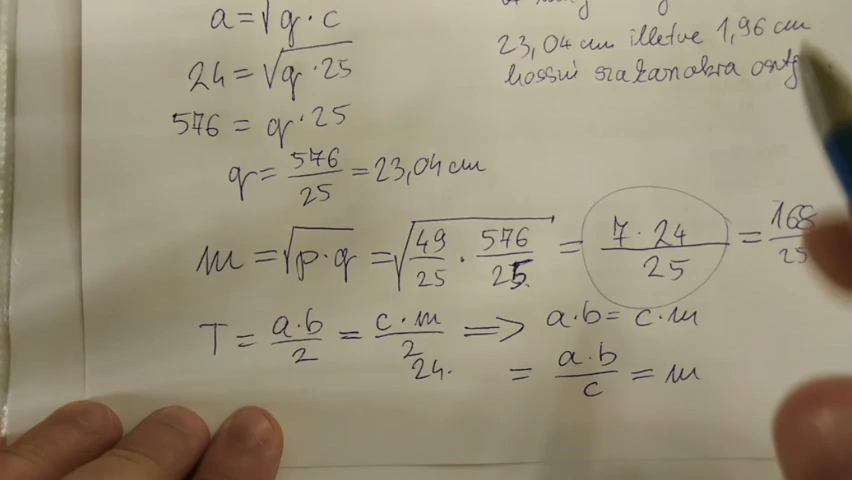 a = √g · c
24 = √q · 25
576 = q · 25
q = 576/25 = 23,04 cm
23,04 cm illetve 1,96 cm
hosszú szakaszokra
m = √p · q = √49/25 · 576/25 = 7 · 24/25 = 168/25
T = a · b/2 = c · m/2 => a · b = c · m
24.
= a · b/c = m